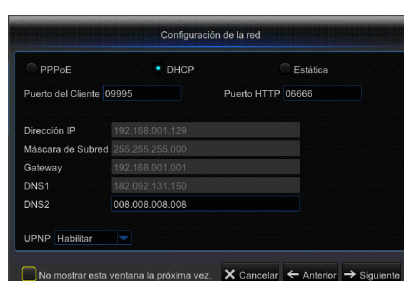 Configuración de la red
PPPoE DHCP Estática
Puerto del Cliente 09995 Puerto HTTP 06666
Dirección IP 192.168.001.129
Máscara de Subred 255.255.255.000
Gateway 192.168.001.001
DNS1 182.092.131.150
DNS2 008.008.008.008
UPNP Habilitar
No mostrar esta ventana la próxima vez. X Cancelar ← Anterior → Siguiente